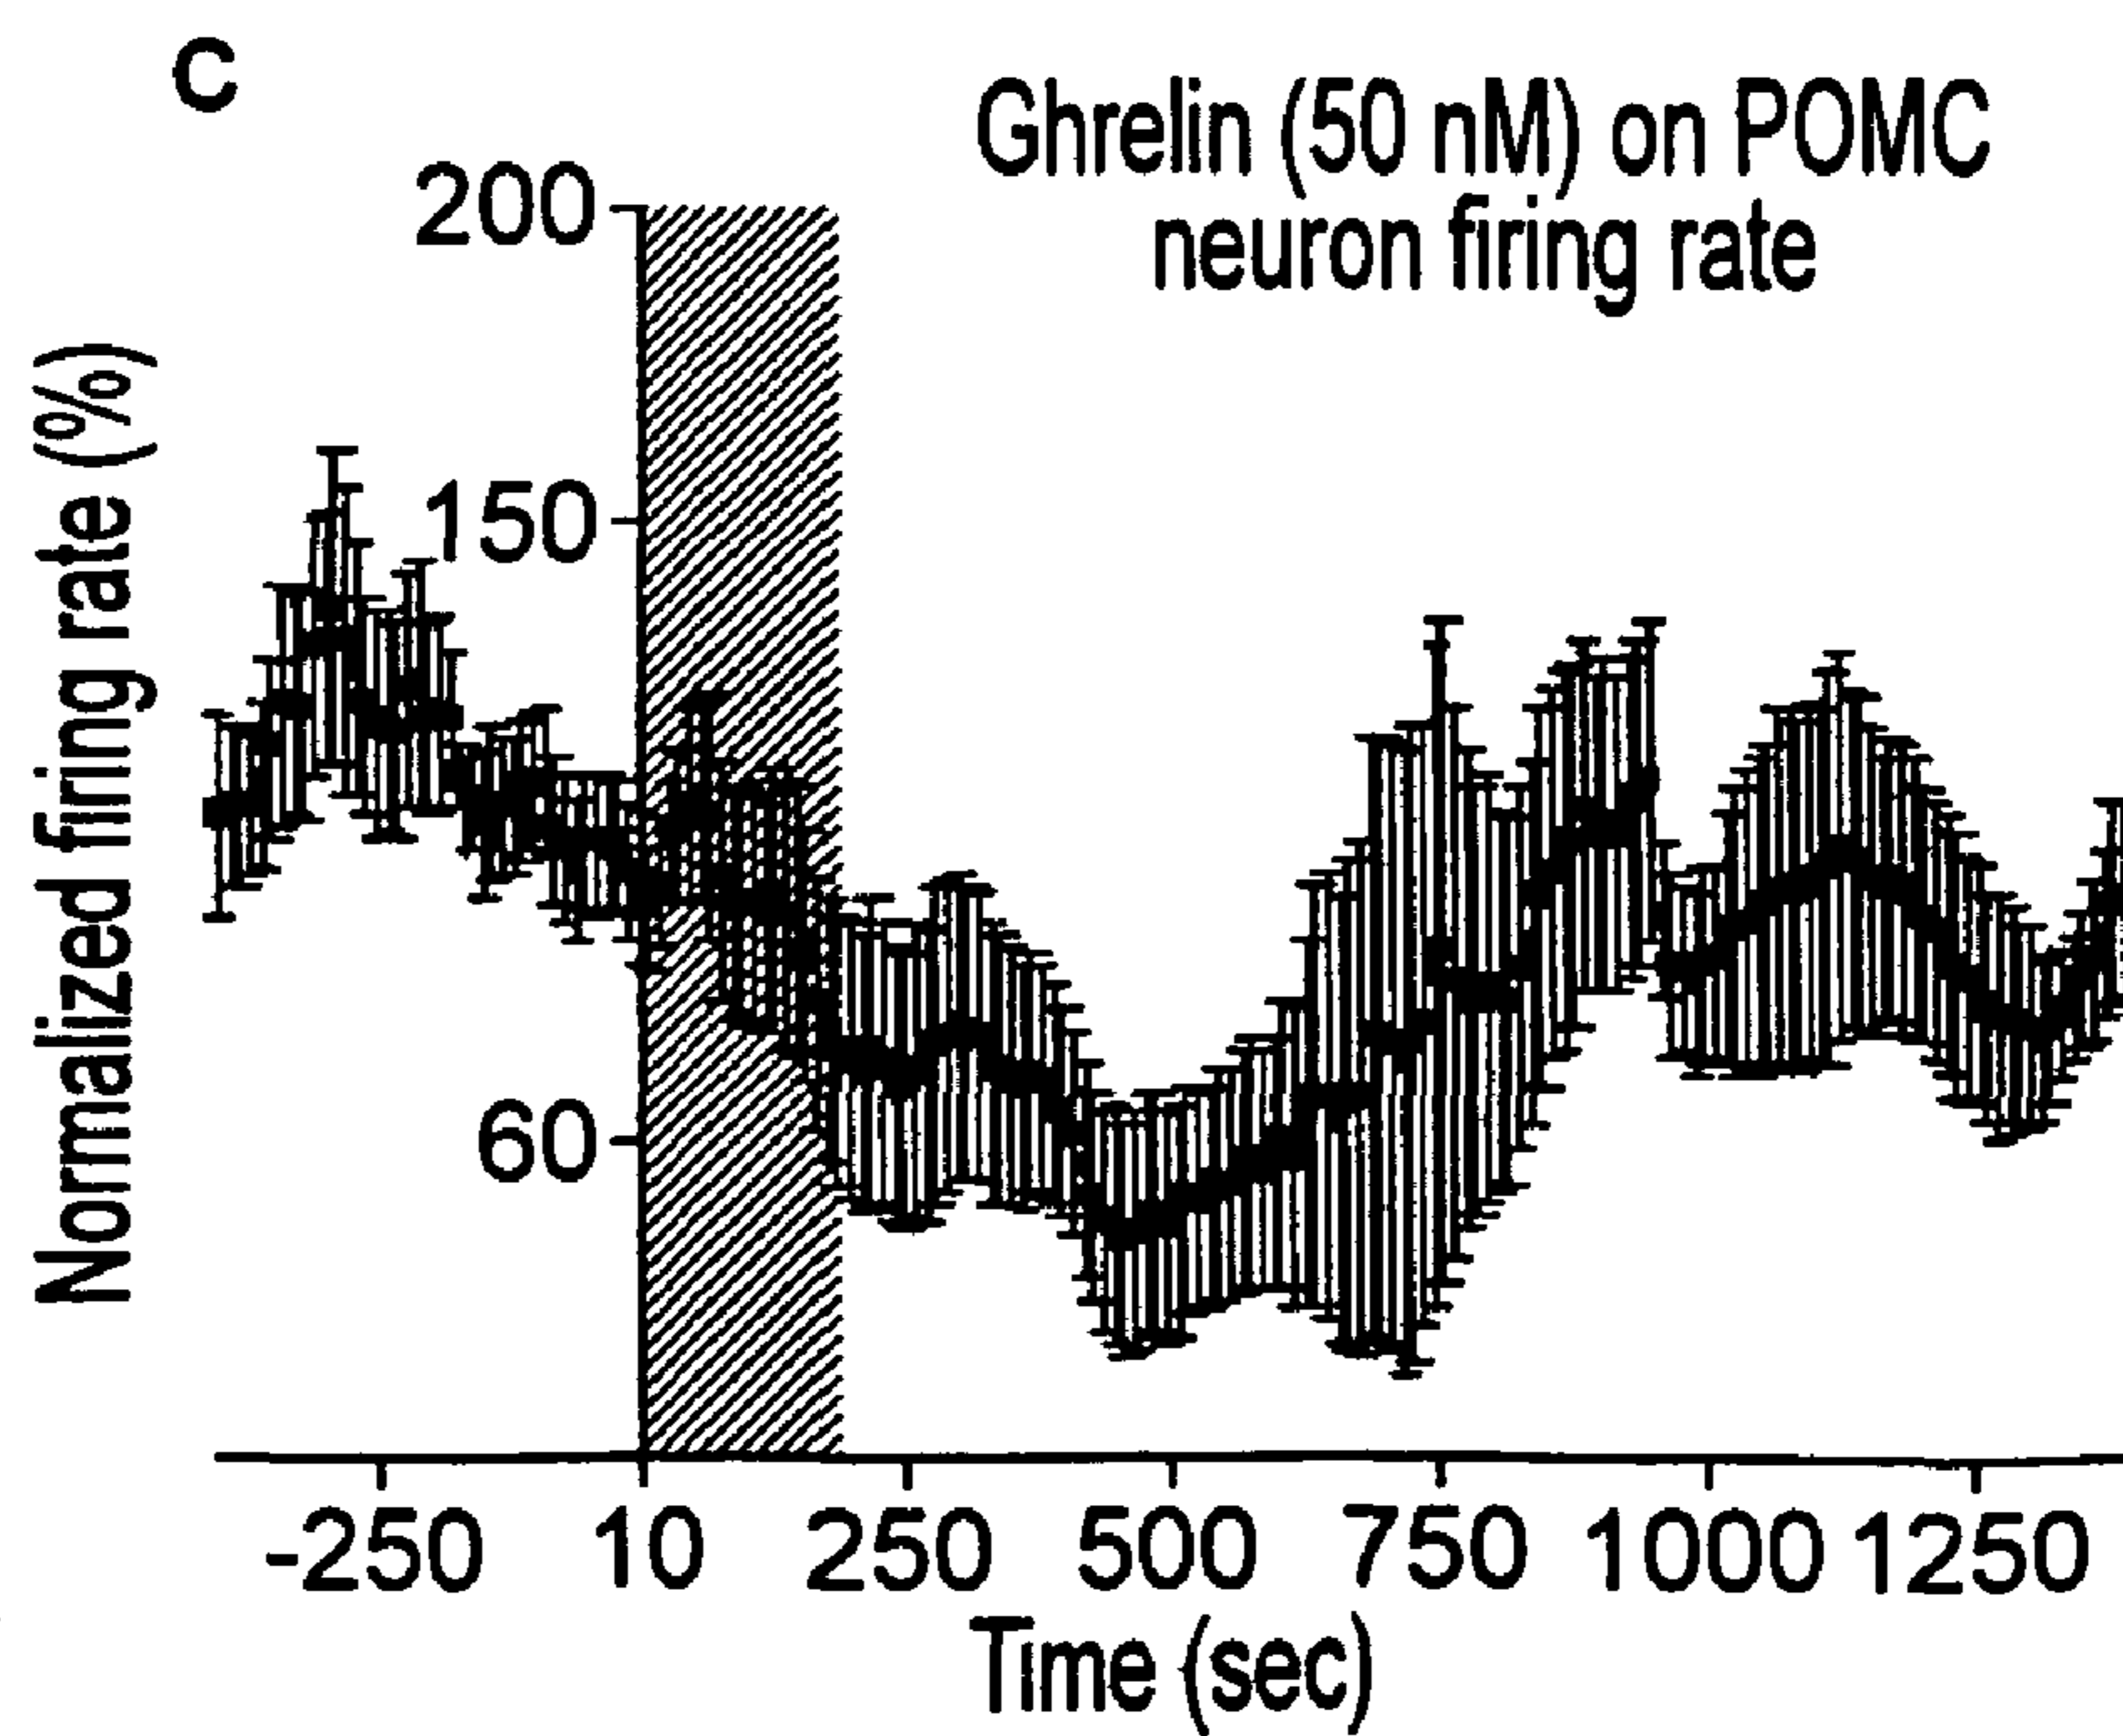 C
Ghrelin (50 nM) on POMC
neuron firing rate
Normalized firing rate (%)
200
150
60
-250 10 250 500 750 1000 1250
Time (sec)